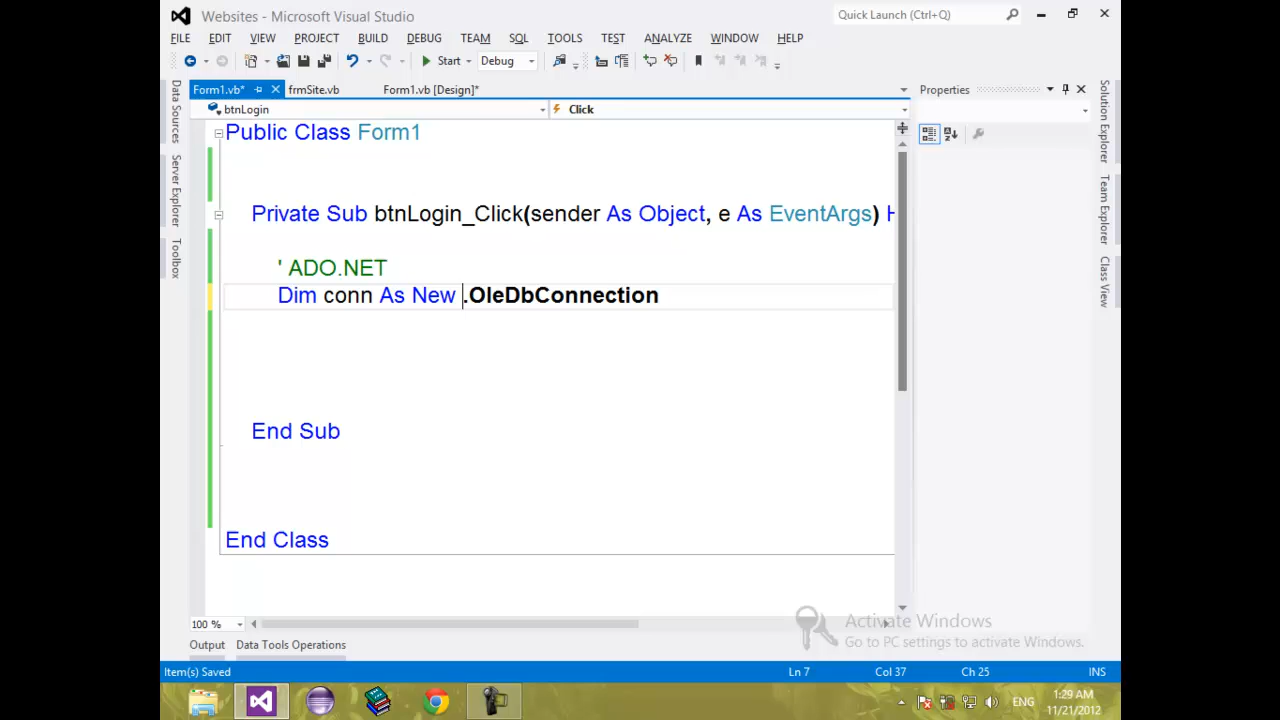 Websites - Microsoft Visual Studio
Quick Launch (Ctrl+Q)
FILE EDIT VIEW PROJECT BUILD DEBUG TEAM SQL TOOLS TEST ANALYZE WINDOW HELP
Start Debug
Form1.vb* frmSite.vb Form1.vb [Design]*
Properties
btnLogin Click
Data Sources
Server Explorer
Toolbox
Solution Explorer
Team Explorer
Class View
Public Class Form1
Private Sub btnLogin_Click(sender As Object, e As EventArgs) H
' ADO.NET
Dim conn As New .OleDbConnection
End Sub
End Class
100 %
Activate Windows
Go to PC settings to activate Windows.
Output Data Tools Operations
Item(s) Saved Ln 7 Col 37 Ch 25 INS
ENG
1:29 AM
11/21/2012